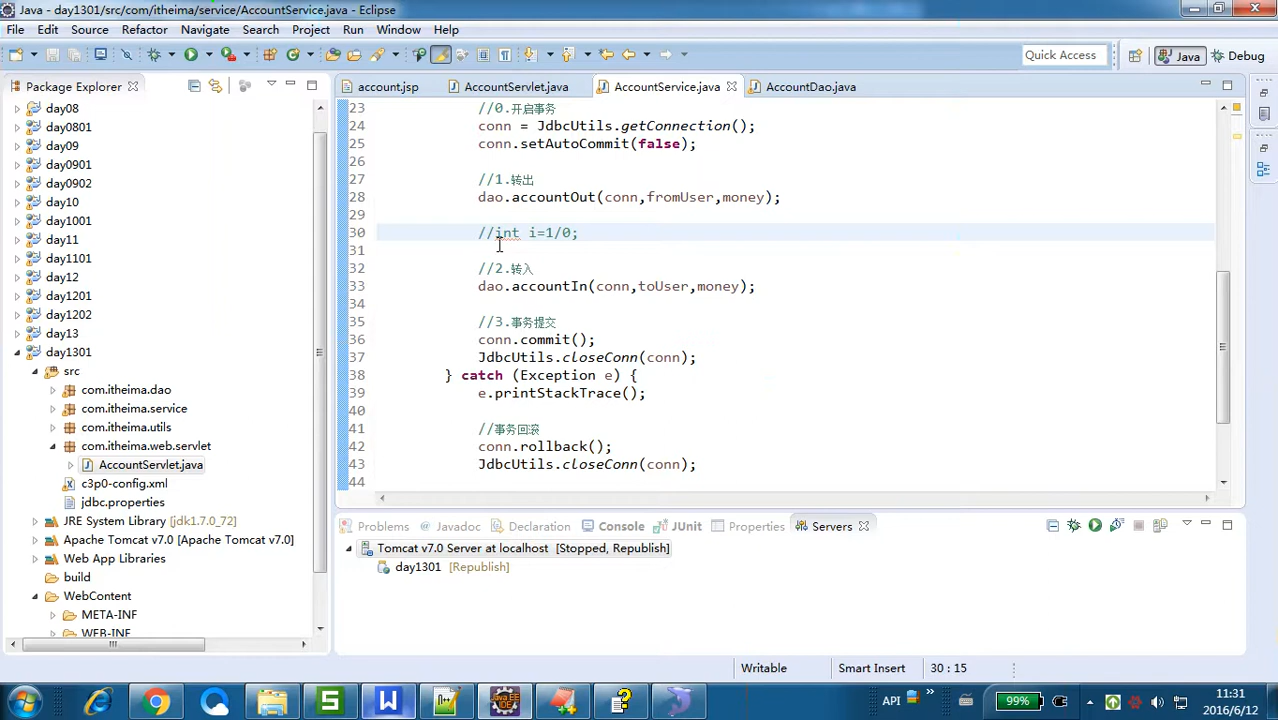 Java - day1301/src/com/itheima/service/AccountService.java - Eclipse
File Edit Source Refactor Navigate Search Project Run Window Help
Quick Access Java Debug
Package Explorer
day08
day0801
day09
day0901
day0902
day10
day1001
day11
day1101
day12
day1201
day1202
day13
day1301
src
com.itheima.dao
com.itheima.service
com.itheima.utils
com.itheima.web.servlet
AccountServlet.java
c3p0-config.xml
jdbc.properties
JRE System Library [jdk1.7.0_72]
Apache Tomcat v7.0 [Apache Tomcat v7.0]
Web App Libraries
build
WebContent
META-INF
WEB-INF
account.jsp AccountServlet.java AccountService.java AccountDao.java
23 //0.开启事务
24 conn = JdbcUtils.getConnection();
25 conn.setAutoCommit(false);
26
27 //1.转出
28 dao.accountOut(conn,fromUser,money);
29
30 //int i=1/0;
31
32 //2.转入
33 dao.accountIn(conn,toUser,money);
34
35 //3.事务提交
36 conn.commit();
37 JdbcUtils.closeConn(conn);
38 } catch (Exception e) {
39 e.printStackTrace();
40
41 //事务回滚
42 conn.rollback();
43 JdbcUtils.closeConn(conn);
44
Problems Javadoc Declaration Console JUnit Properties Servers
Tomcat v7.0 Server at localhost [Stopped, Republish]
day1301 [Republish]
Writable Smart Insert 30 : 15
API 99% 11:31
2016/6/12